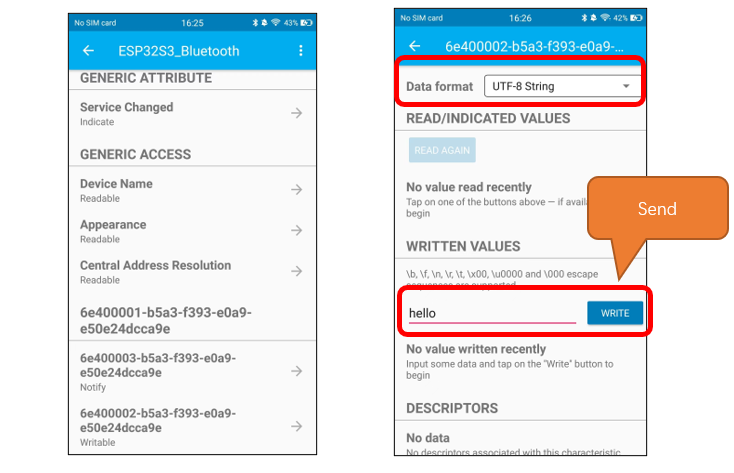 No SIM card 16:25 43%
ESP32S3_Bluetooth
GENERIC ATTRIBUTE
Service Changed
Indicate
GENERIC ACCESS
Device Name
Readable
Appearance
Readable
Central Address Resolution
Readable
6e400001-b5a3-f393-e0a9-
e50e24dcca9e
6e400003-b5a3-f393-e0a9-
e50e24dcca9e
Notify
6e400002-b5a3-f393-e0a9-
e50e24dcca9e
Writable
No SIM card 16:26 42%
6e400002-b5a3-f393-e0a9-...
Data format UTF-8 String
READ/INDICATED VALUES
READ AGAIN
No value read recently
Tap on one of the buttons above — if
begin
Send
WRITTEN VALUES
\b, \f, \n, \r, \t, \x00, \u0000 and \000 escape
sequences are supported
hello WRITE
No value written recently
Input some data and tap on the "Write" button to
begin
DESCRIPTORS
No data
No descriptors associated with this characteristic